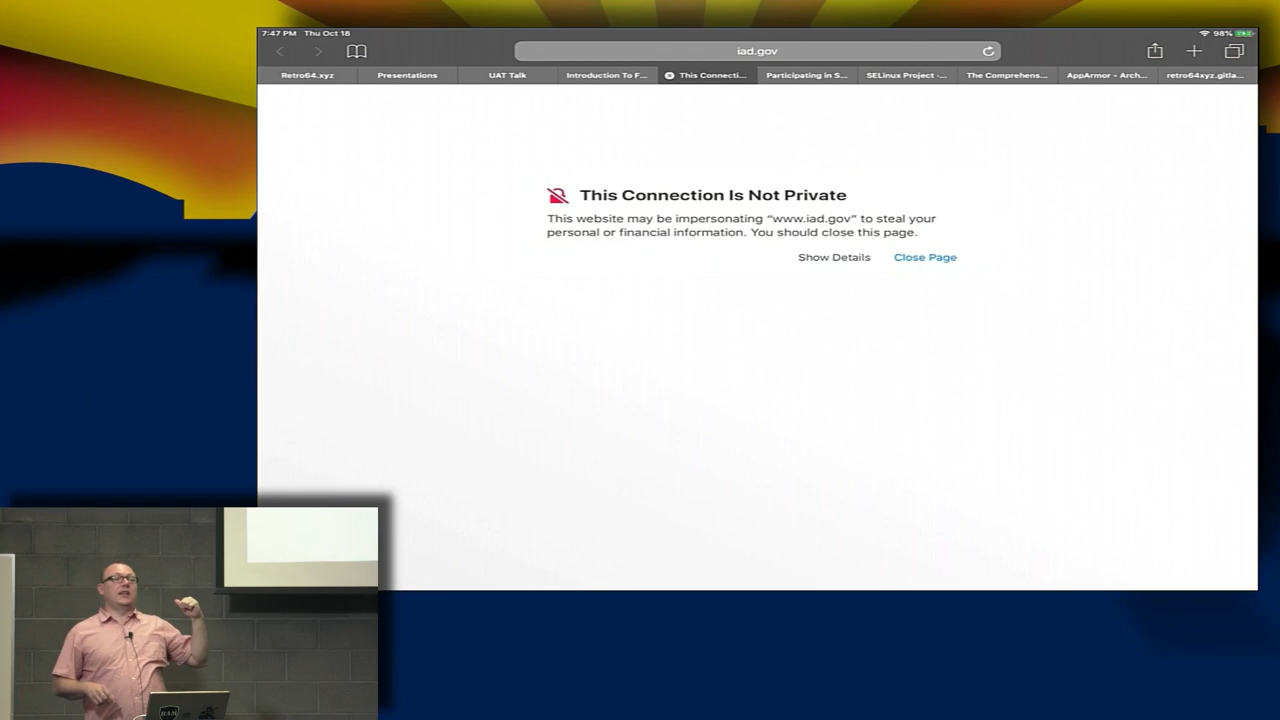 7:47 PM Thu Oct 18
98%
iad.gov
Retro64.xyz
Presentations
UAT Talk
Introduction To F...
This Connecti...
Participating in S...
SELinux Project -...
The Comprehens...
AppArmor - Arch...
retro64xyz.gitla...
This Connection Is Not Private
This website may be impersonating “www.iad.gov” to steal your
personal or financial information. You should close this page.
Show Details
Close Page